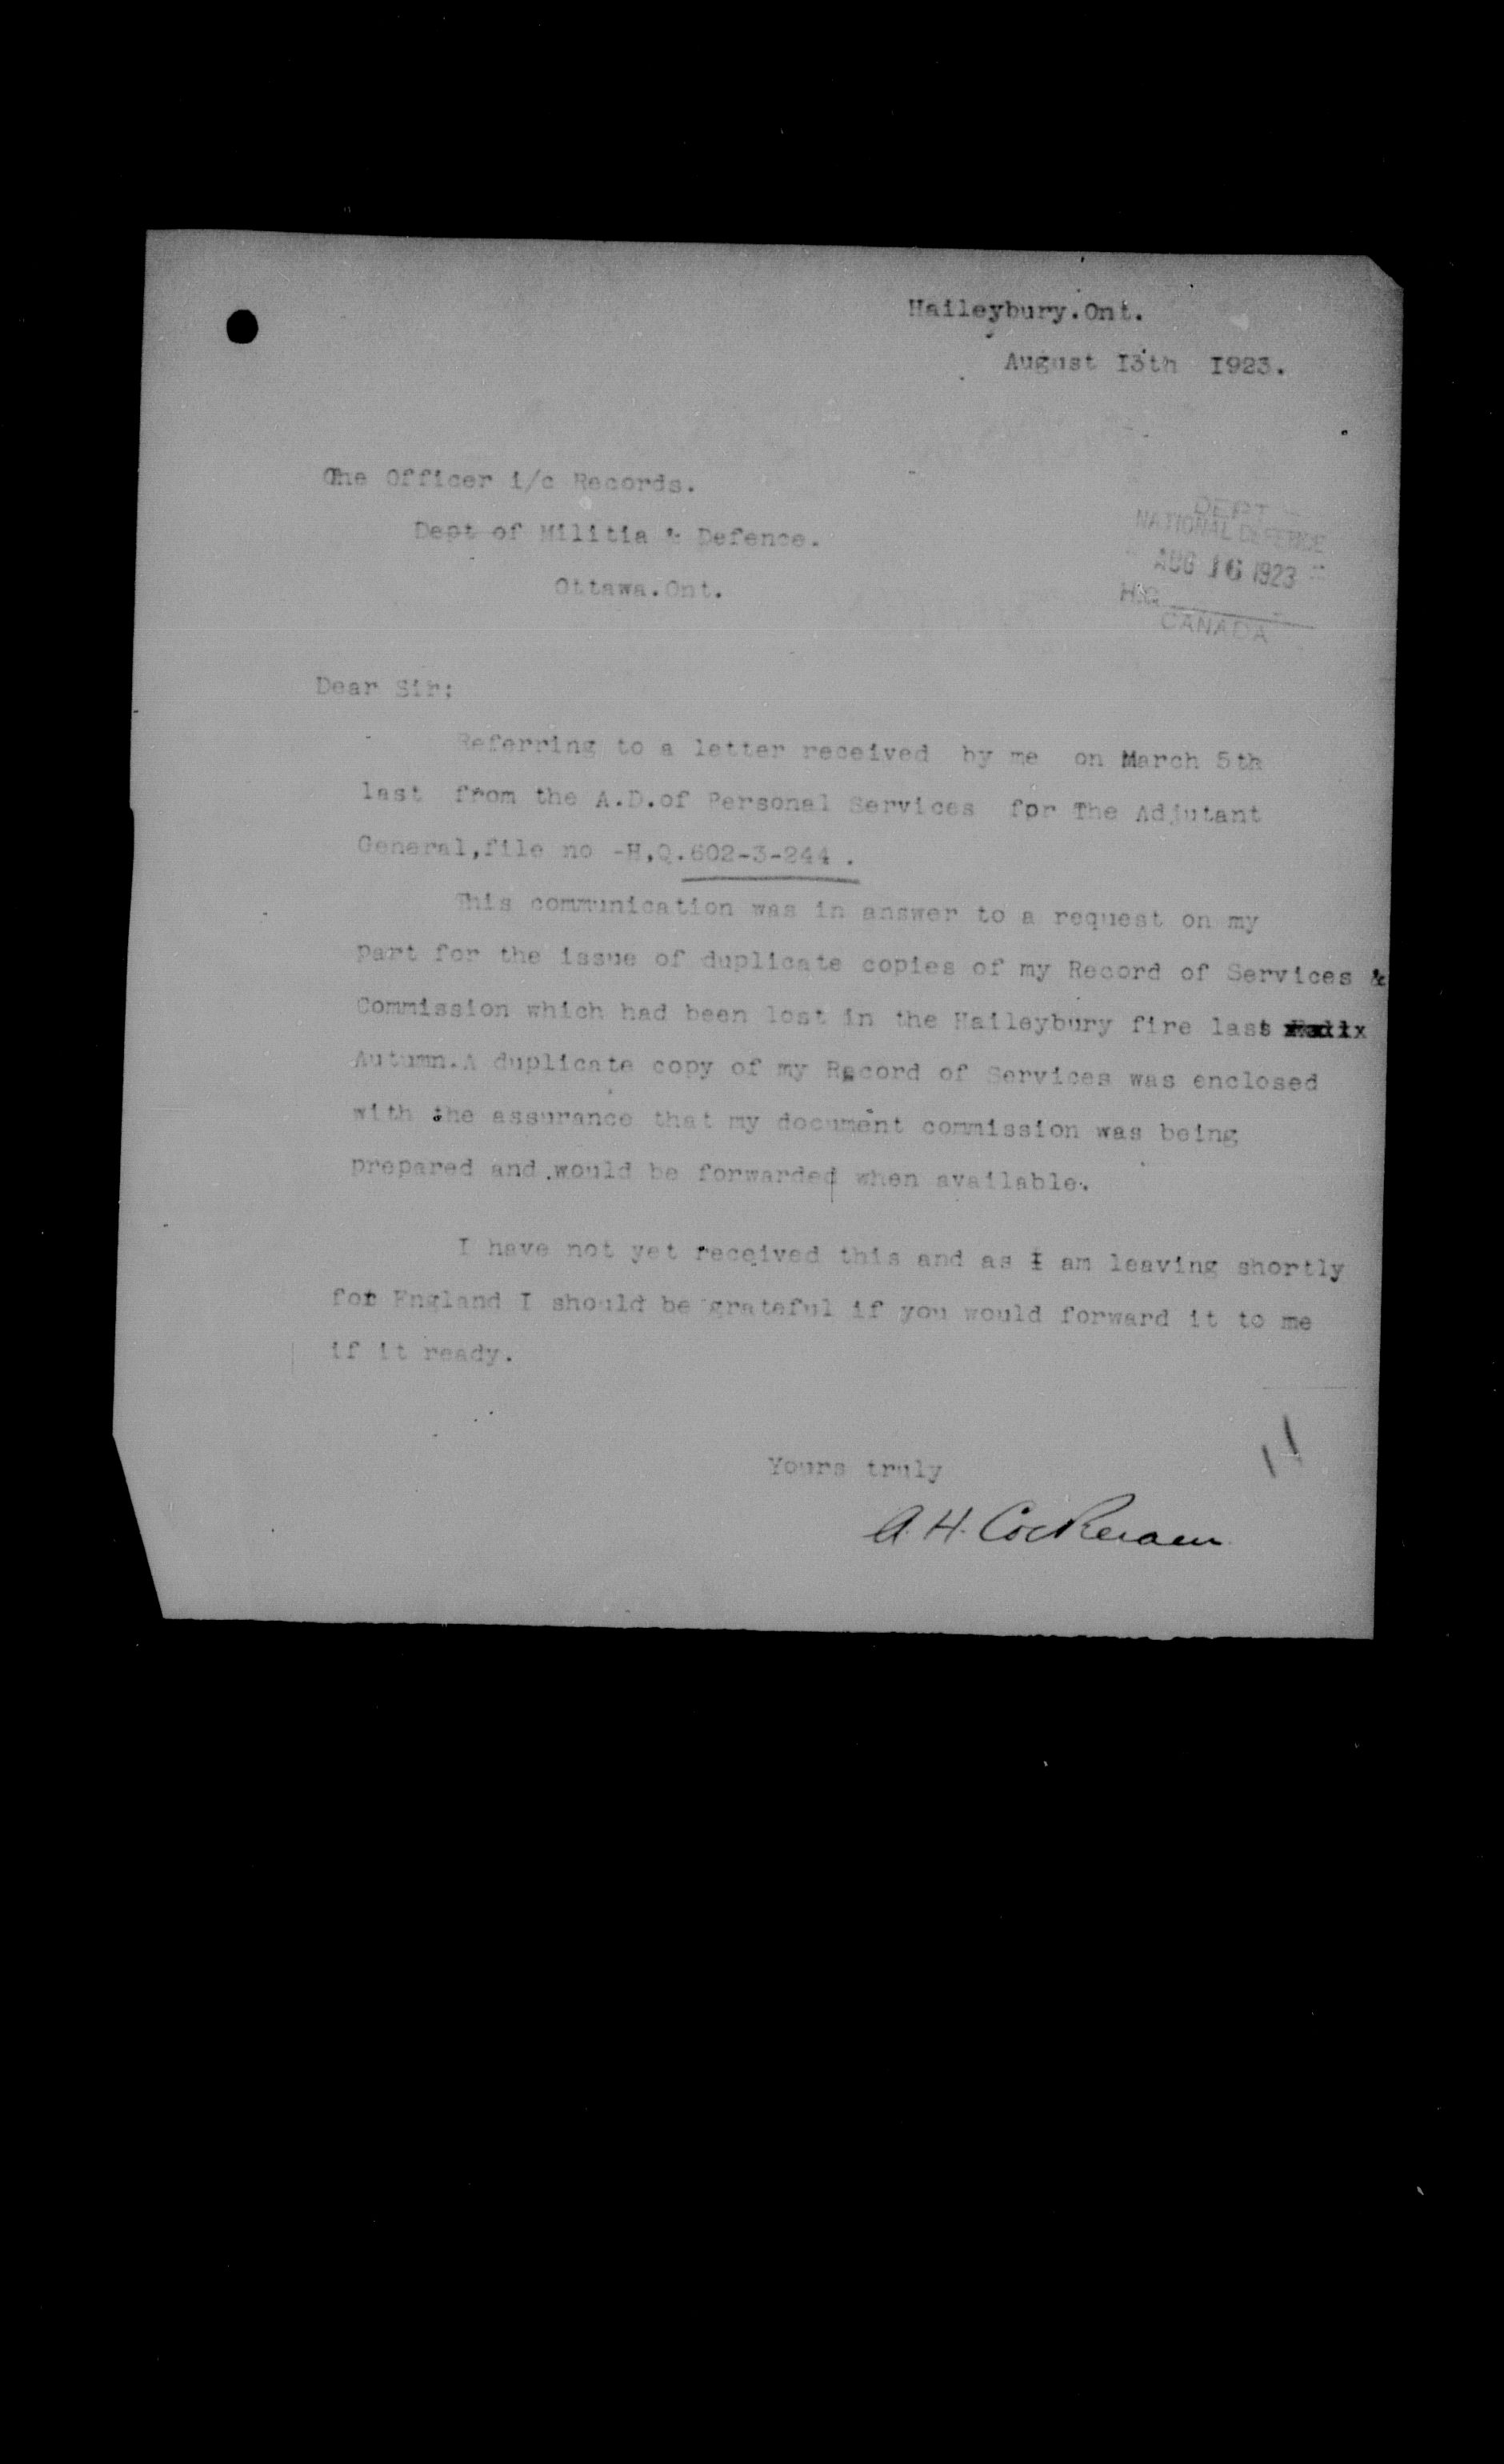 Haileybury.Ont.
August I3th I923.
The Officer i/c Records.
Dept of Militia & Defence.
Ottawa.Ont.
DEPT
NATIONAL DEFENCE
AUG 16 1923
H.Q.
CANADA
Dear Sir:
Referring to a letter received by me on March 5th
last from the A.D.of Personal Services for The Adjutant
General,file no -H.Q.602-3-244 .
This communication was in answer to a request on my
part for the issue of duplicate copies of my Record of Services &
Commission which had been lost in the Haileybury fire last
Autumn.A duplicate copy of my Record of Services was enclosed
with the assurance that my document commission was being
prepared and would be forwarded when available.
I have not yet received this and as I am leaving shortly
for England I should be grateful if you would forward it to me
if it ready.
Yours truly
A.H. Cockeram